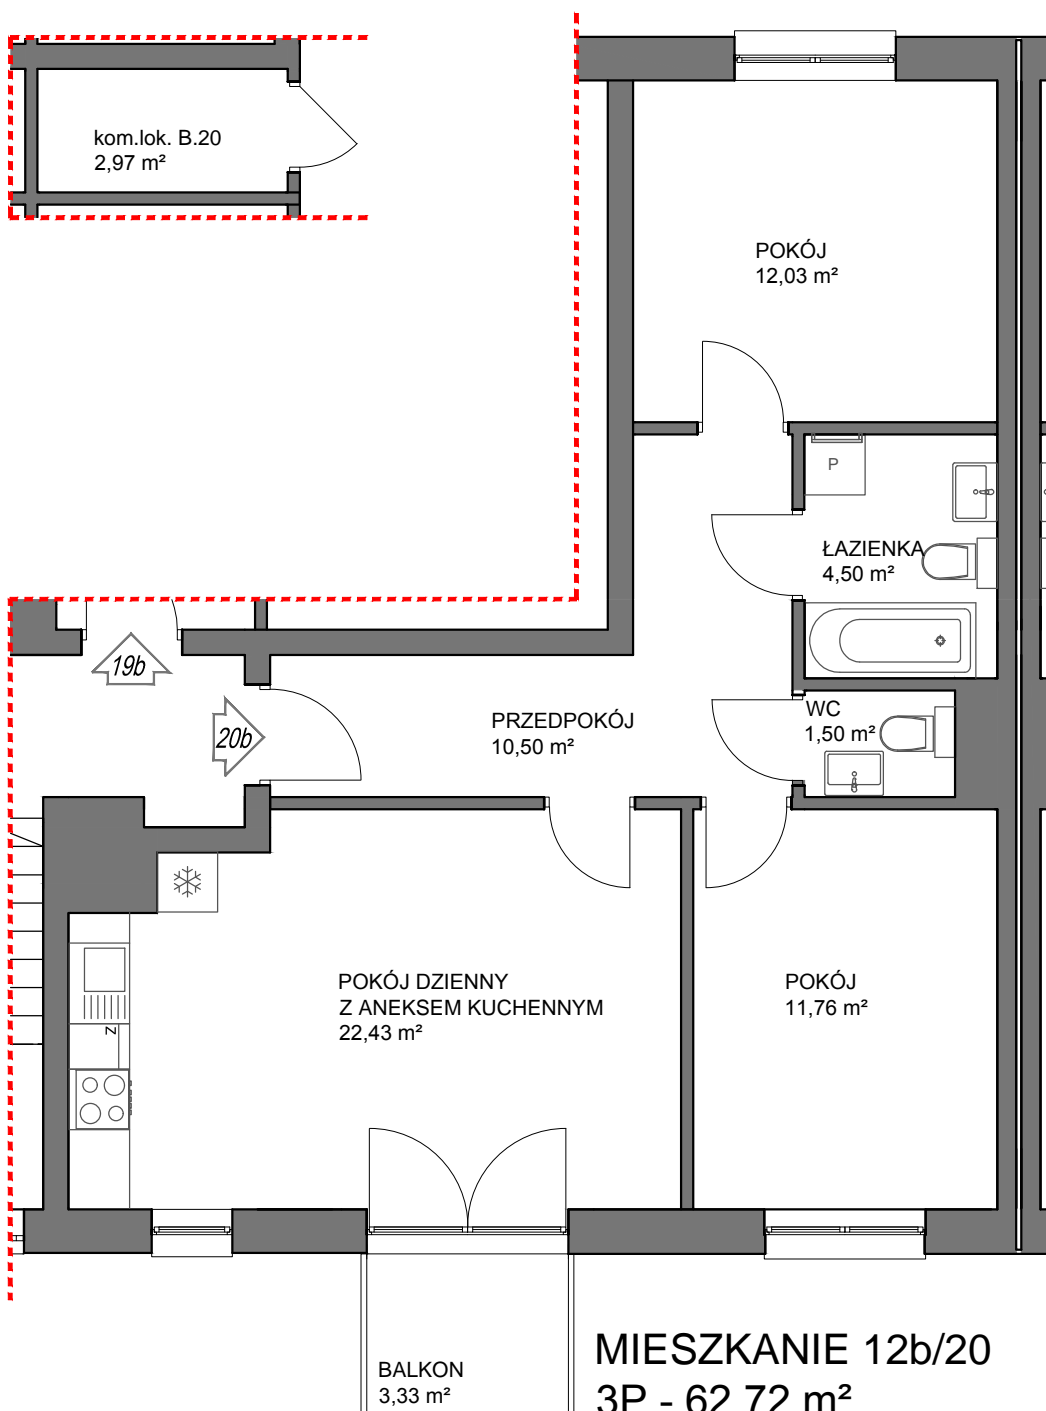 kom.lok. B.20
2,97 m²
POKÓJ
12,03 m²
P
ŁAZIENKA
4,50 m²
19b
20b
PRZEDPOKÓJ
10,50 m²
WC
1,50 m²
POKÓJ DZIENNY
Z ANEKSEM KUCHENNYM
22,43 m²
POKÓJ
11,76 m²
Z
BALKON
3,33 m²
MIESZKANIE 12b/20
3P - 62,72 m²